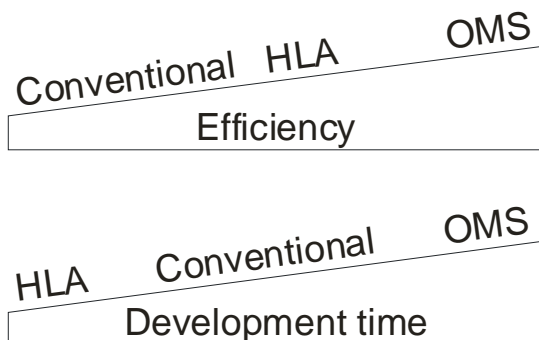 Conventional HLA OMS
Efficiency
HLA Conventional OMS
Development time